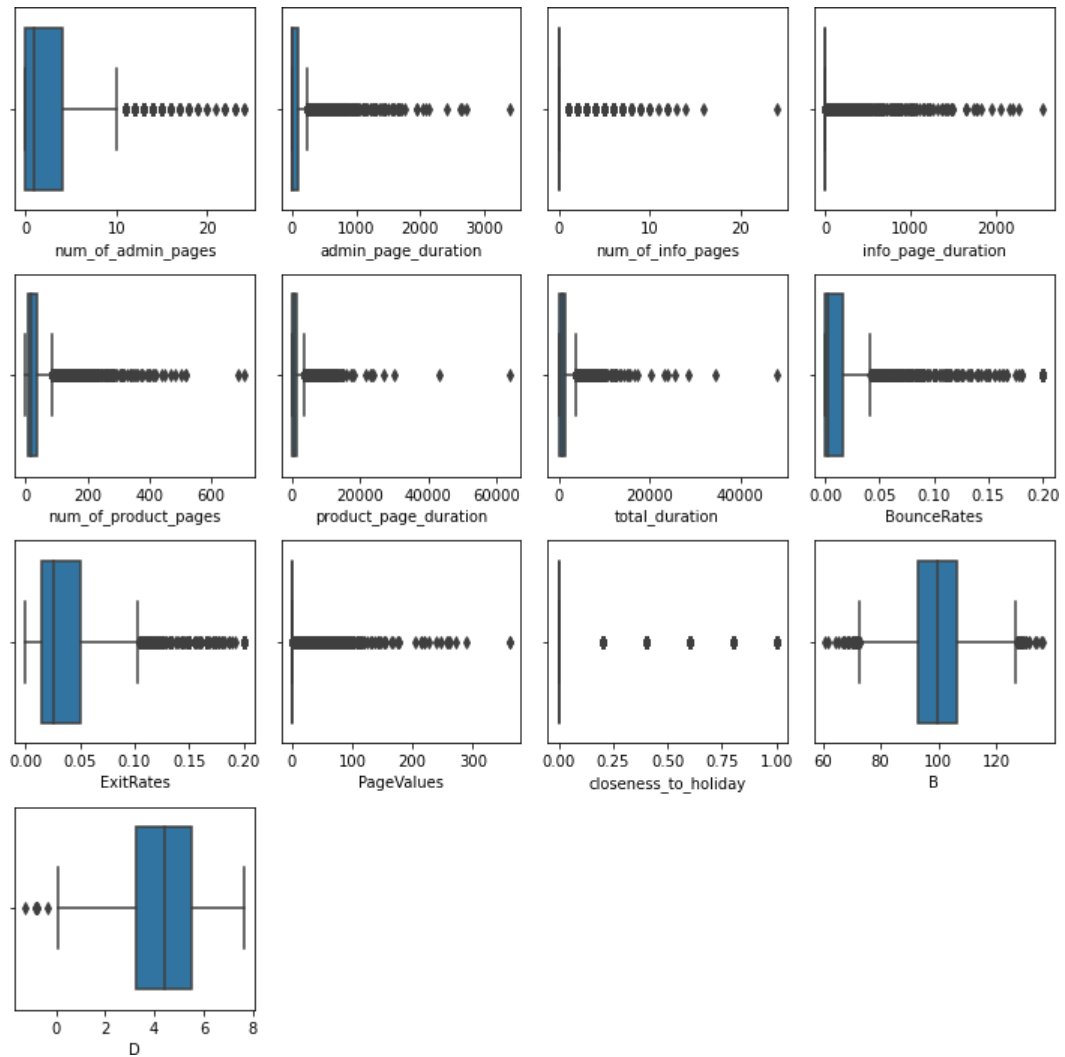 0 10 20
num_of_admin_pages
0 1000 2000 3000
admin_page_duration
0 10 20
num_of_info_pages
0 1000 2000
info_page_duration
0 200 400 600
num_of_product_pages
0 20000 40000 60000
product_page_duration
0 20000 40000
total_duration
0.00 0.05 0.10 0.15 0.20
BounceRates
0.00 0.05 0.10 0.15 0.20
ExitRates
0 100 200 300
PageValues
0.00 0.25 0.50 0.75 1.00
closeness_to_holiday
60 80 100 120
B
0 2 4 6 8
D